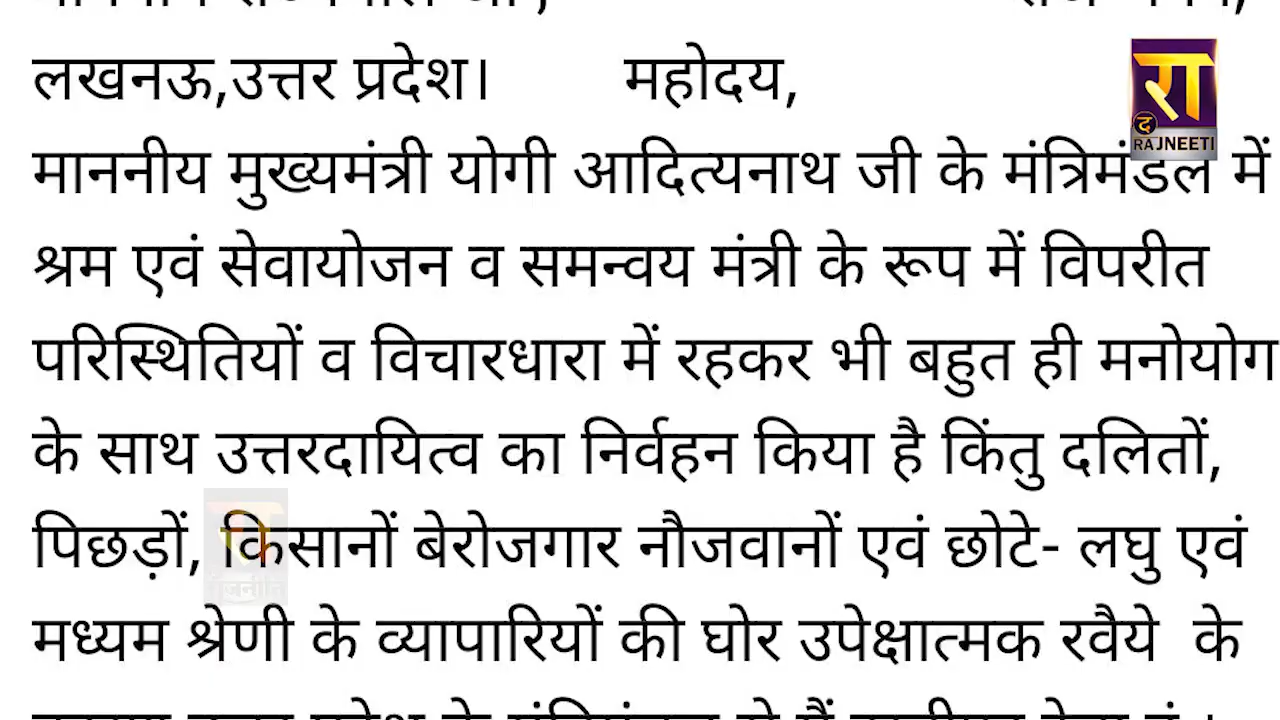 लखनऊ,उत्तर प्रदेश। महोदय,
रा
द
RAJNEETI
माननीय मुख्यमंत्री योगी आदित्यनाथ जी के मंत्रिमंडल में
श्रम एवं सेवायोजन व समन्वय मंत्री के रूप में विपरीत
परिस्थितियों व विचारधारा में रहकर भी बहुत ही मनोयोग
के साथ उत्तरदायित्व का निर्वहन किया है किंतु दलितों,
पिछड़ों, किसानों बेरोजगार नौजवानों एवं छोटे- लघु एवं
मध्यम श्रेणी के व्यापारियों की घोर उपेक्षात्मक रवैये के